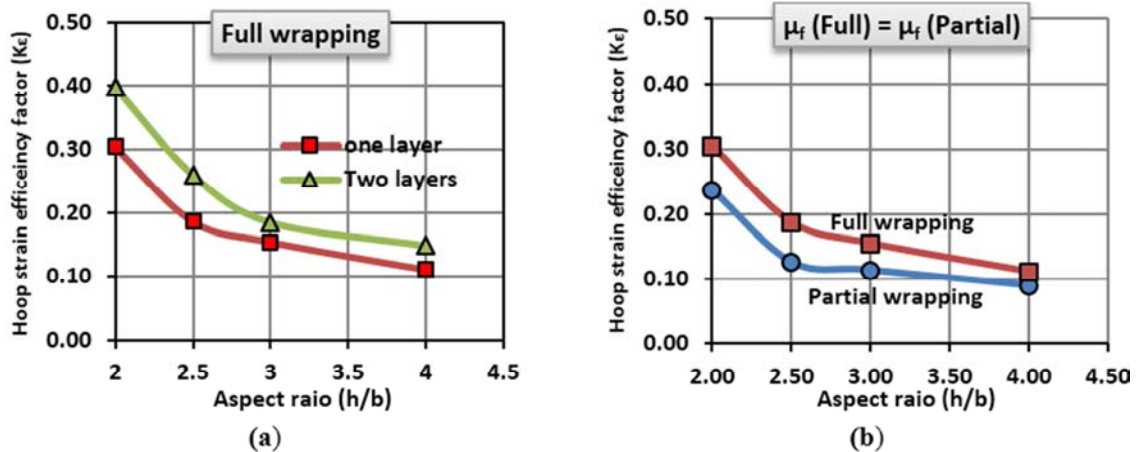 Full wrapping
Hoop strain efficeincy factor (Kε)
0.50
0.40
0.30
0.20
0.10
0.00
one layer
Two layers
2 2.5 3 3.5 4 4.5
Aspect raio (h/b)
(a)
μf (Full) = μf (Partial)
Hoop strain efficeincy factor (Kε)
0.50
0.40
0.30
0.20
0.10
0.00
Full wrapping
Partial wrapping
2.00 2.50 3.00 3.50 4.00 4.50
Aspect raio (h/b)
(b)